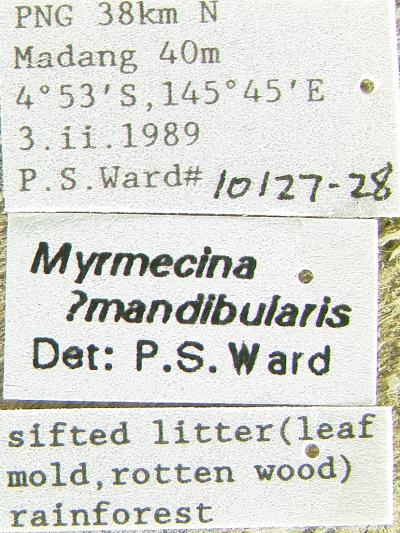 PNG 38km N
Madang 40m
4°53'S,145°45'E
3.ii.1989
P.S.Ward# 10127-28
Myrmecina
?mandibularis
Det: P.S.Ward
sifted litter(leaf
mold,rotten wood)
rainforest